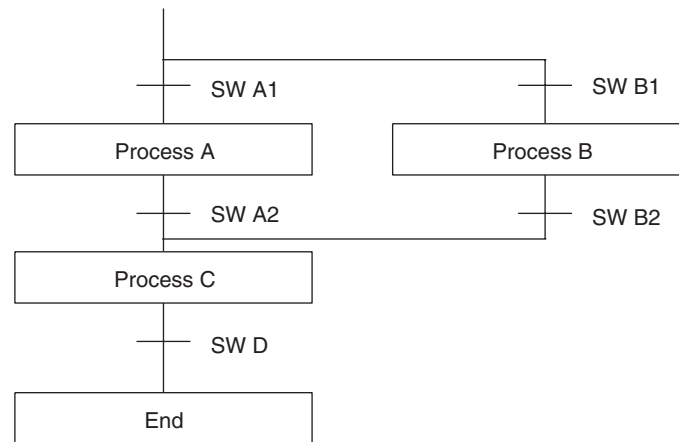 SW A1
SW B1
Process A
Process B
SW A2
SW B2
Process C
SW D
End